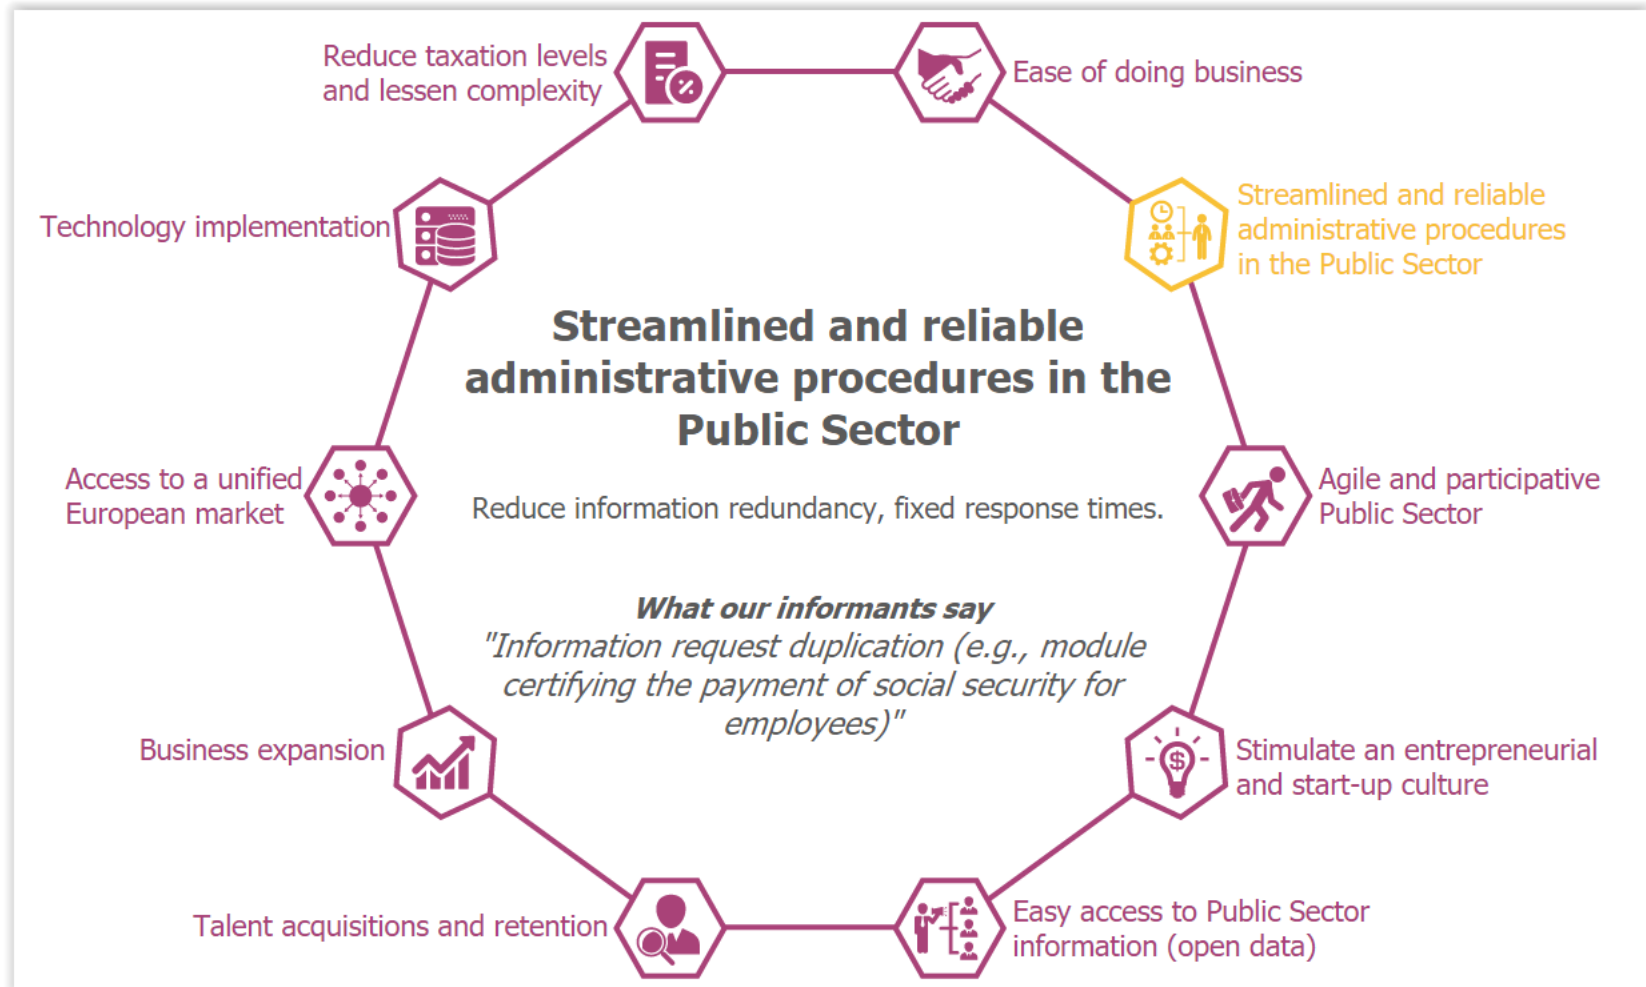 Reduce taxation levels
and lessen complexity
Ease of doing business
Technology implementation
Streamlined and reliable
administrative procedures
in the Public Sector
Streamlined and reliable
administrative procedures in the
Public Sector
Access to a unified
European market
Reduce information redundancy, fixed response times.
Agile and participative
Public Sector
What our informants say
"Information request duplication (e.g., module
certifying the payment of social security for
employees)"
Business expansion
Stimulate an entrepreneurial
and start-up culture
Talent acquisitions and retention
Easy access to Public Sector
information (open data)